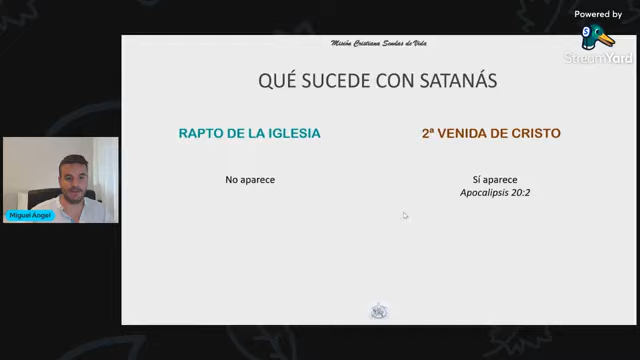 Powered by
StreamYard
Misión Cristiana Sendas de Vida
QUÉ SUCEDE CON SATANÁS
RAPTO DE LA IGLESIA
2ª VENIDA DE CRISTO
No aparece
Sí aparece
Apocalipsis 20:2
Miguel Ángel